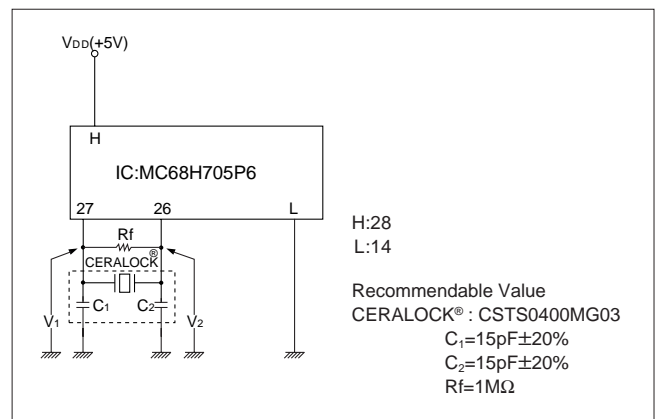 VDD(+5V)
H
IC:MC68H705P6
27 26 L
Rf
CERALOCK®
C1 C2
V1 V2
H:28
L:14
Recommendable Value
CERALOCK® : CSTS0400MG03
C1=15pF±20%
C2=15pF±20%
Rf=1MΩ